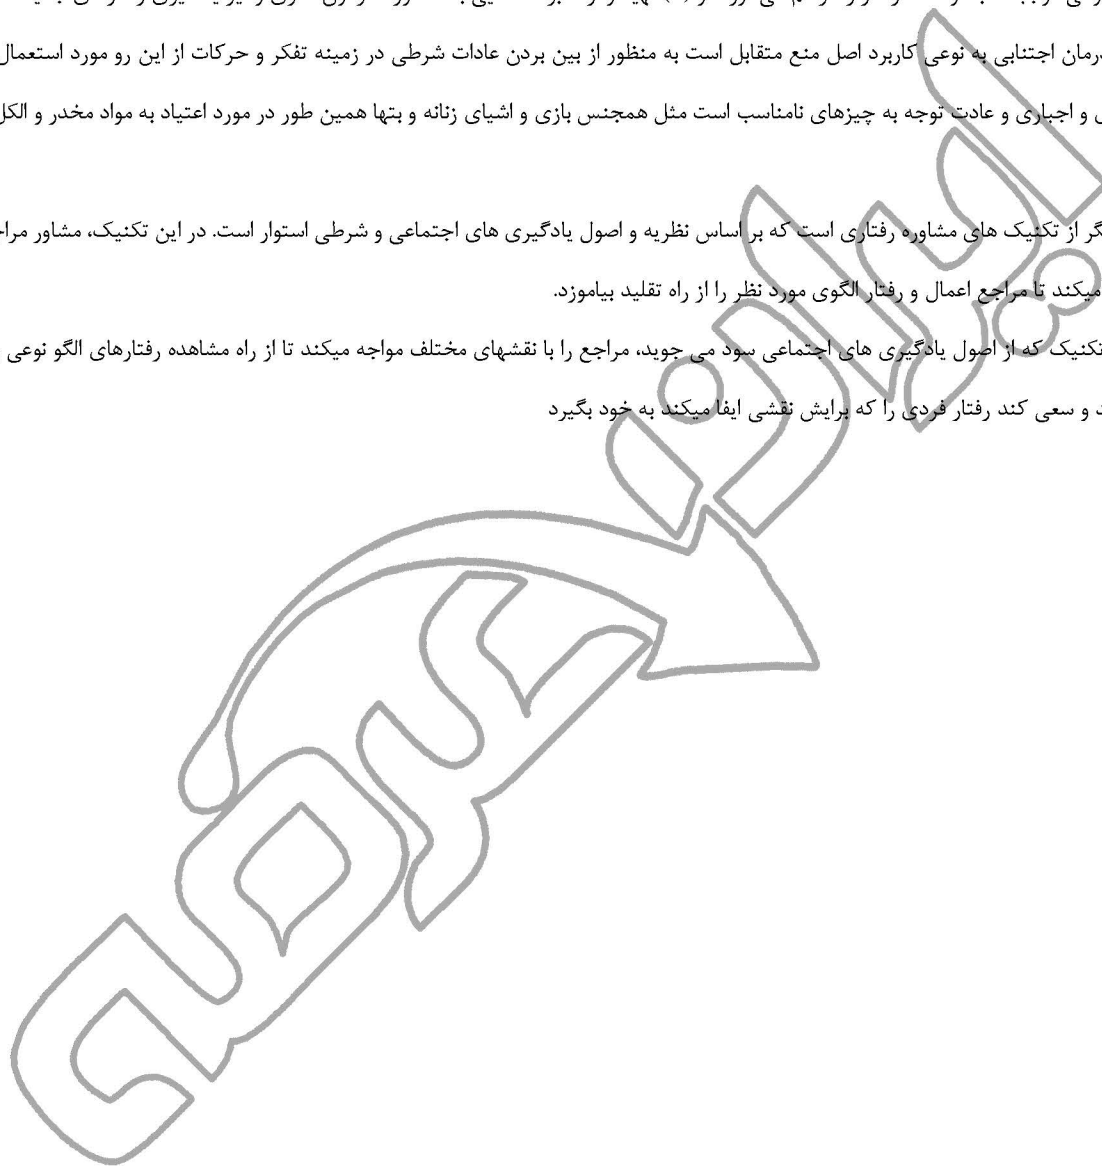 درمان اجتنابی به نوعی کاربرد اصل منع متقابل است به منظور از بین بردن عادات شرطی در زمینه تفکر و حرکات از این رو مورد استعمال
و اجباری و عادت توجه به چیزهای نامناسب است مثل همجنس بازی و اشیای زنانه و بتها همین طور در مورد اعتیاد به مواد مخدر و الکل
از تکنیک های مشاوره رفتاری است که بر اساس نظریه و اصول یادگیری های اجتماعی و شرطی استوار است. در این تکنیک، مشاور
میکند تا مراجع اعمال و رفتار الگوی مورد نظر را از راه تقلید بیاموزد.
تکنیک که از اصول یادگیری های اجتماعی سود می جوید، مراجع را با نقشهای مختلف مواجه میکند تا از راه مشاهده رفتارهای الگو نوعی
و سعی کند رفتار فردی را که برایش نقشی ایفا میکند به خود بگیرد